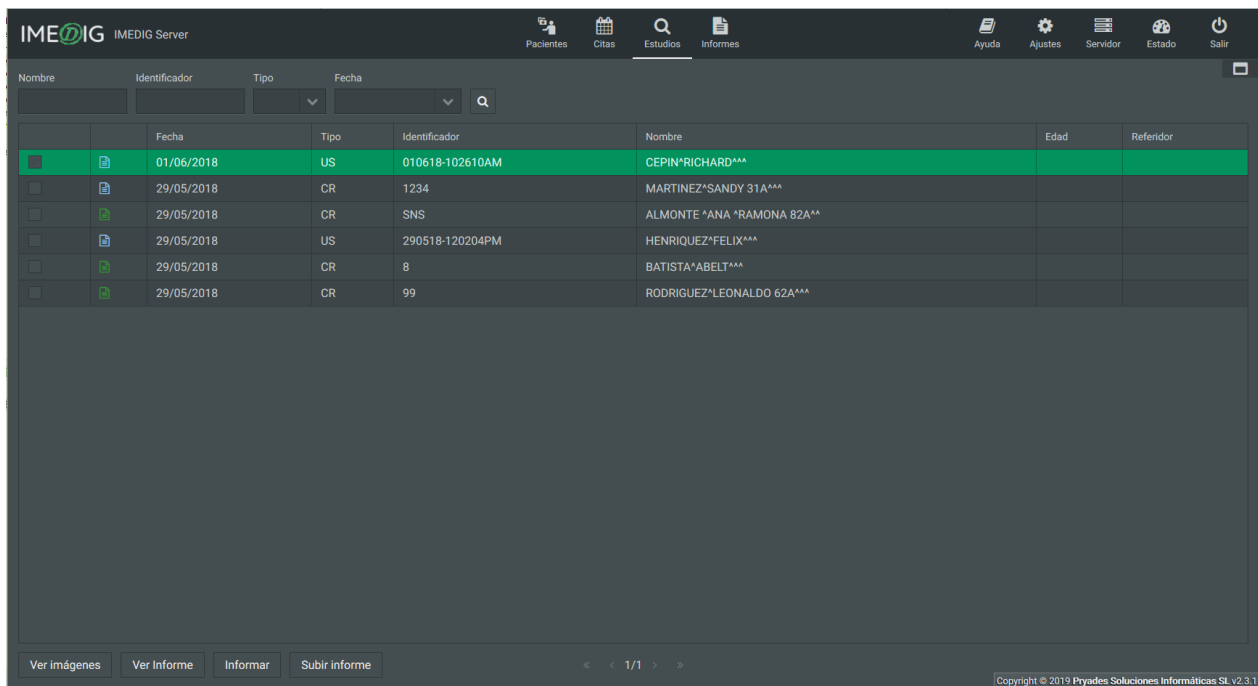 IMEDIG IMEDIG Server
Pacientes Citas Estudios Informes Ayuda Ajustes Servidor Estado Salir
Nombre Identificador Tipo Fecha
Fecha Tipo Identificador Nombre Edad Referidor
01/06/2018 US 010618-102610AM CEPIN^RICHARD^^^
29/05/2018 CR 1234 MARTINEZ^SANDY 31A^^^
29/05/2018 CR SNS ALMONTE ^ANA ^RAMONA 82A^^
29/05/2018 US 290518-120204PM HENRIQUEZ^FELIX^^^
29/05/2018 CR 8 BATISTA^ABELT^^^
29/05/2018 CR 99 RODRIGUEZ^LEONALDO 62A^^^
Ver imágenes Ver Informe Informar Subir informe « < 1/1 > »
Copyright © 2019 Pryades Soluciones Informáticas SL v2.3.1